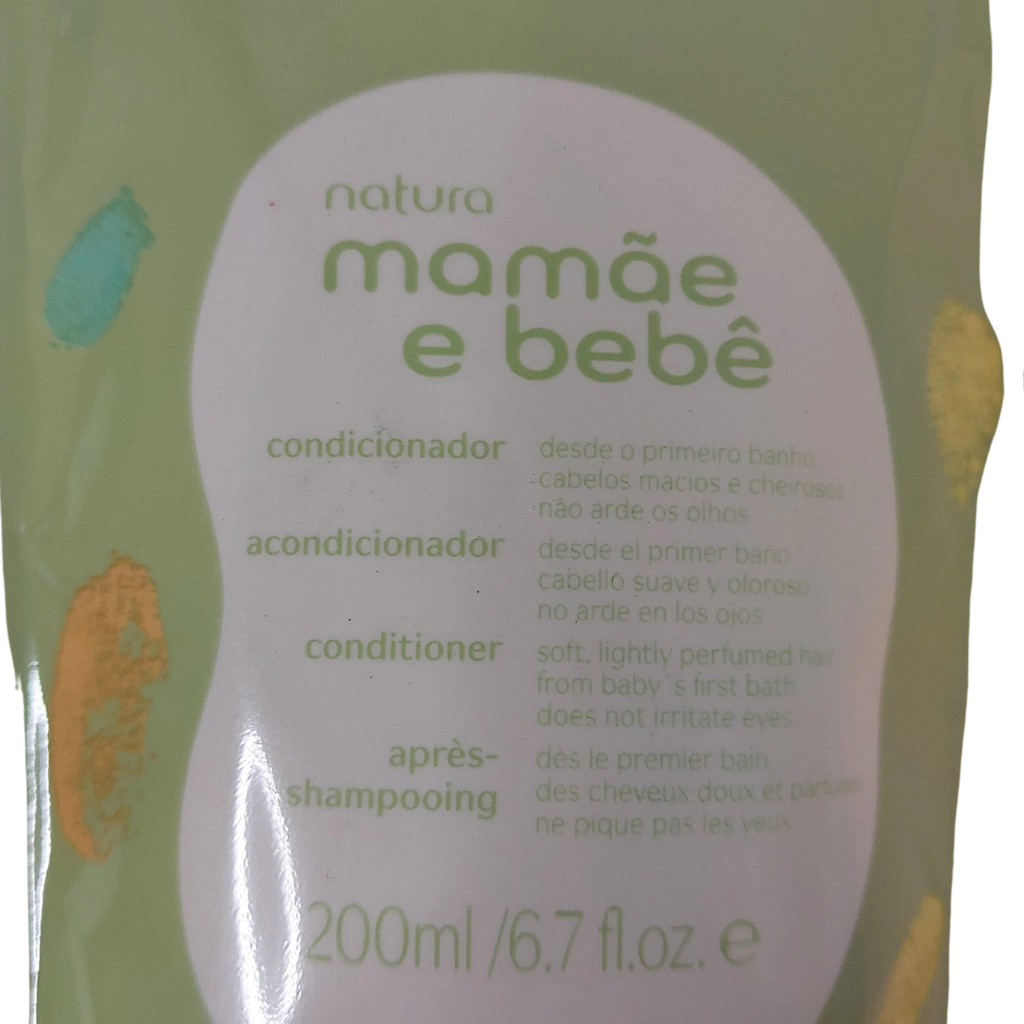 natura
mamãe
e bebê
condicionador
desde o primeiro banho
cabelos macios e cheirosos
não arde os olhos
acondicionador
desde el primer baño
cabello suave y oloroso
no arde en los ojos
conditioner
soft, lightly perfumed hair
from baby´s first bath
does not irritate eyes
après-
shampooing
dès le premier bain
des cheveux doux et parfumés
ne pique pas les yeux
200ml /6.7 fl.oz. e